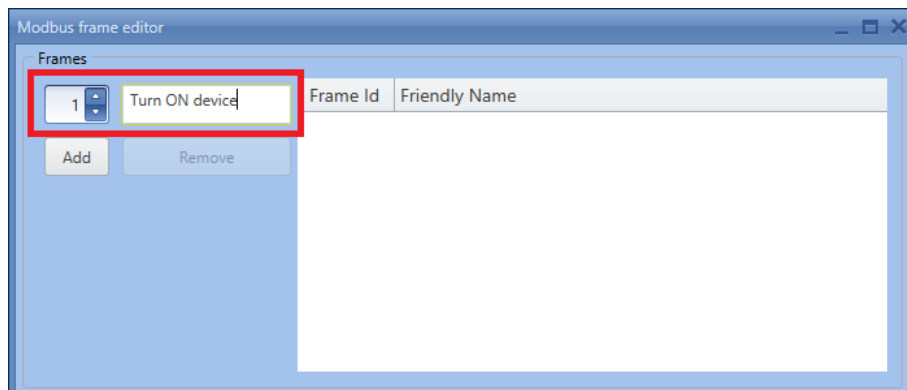 Modbus frame editor
Frames
1 Turn ON device Frame Id Friendly Name
Add Remove